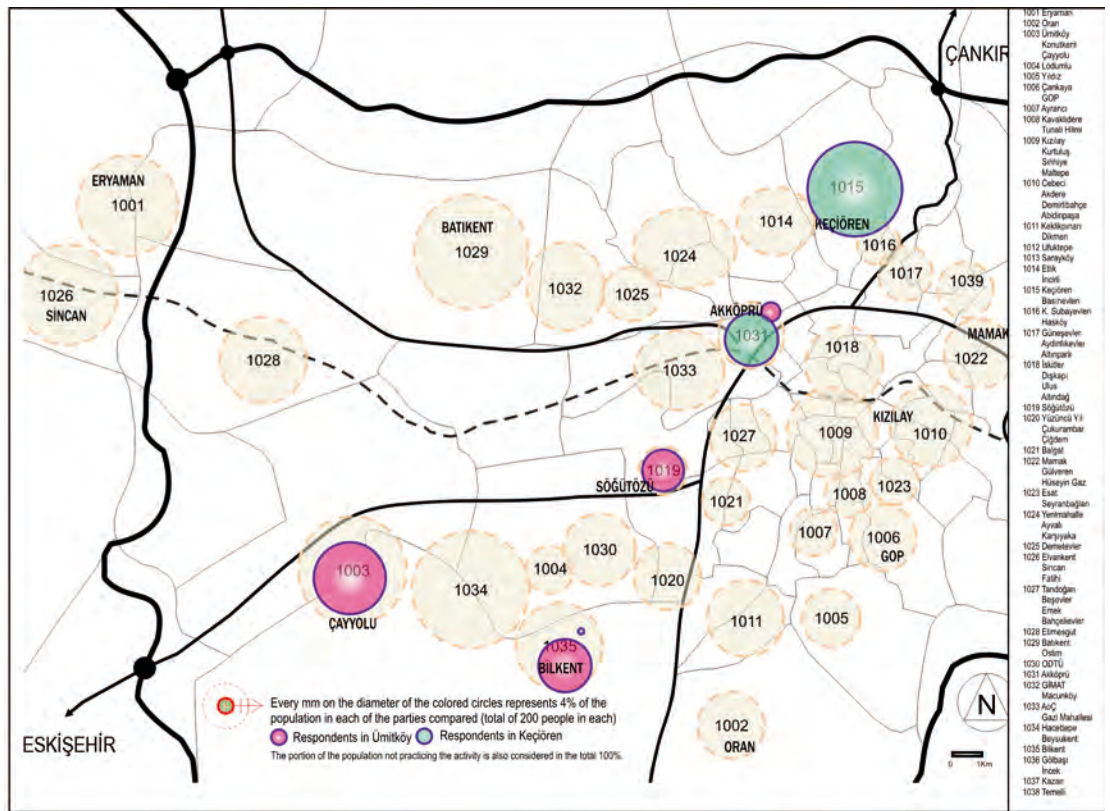 ÇANKIR
ERYAMAN
1001
1015
BATIKENT
1029
1014
KEÇİÖREN
1024
1016
1017
1026
SİNCAN
1032
1025
1039
AKKÖPRÜ
1031
MAMAK
1018
1022
1028
1033
KIZILAY
1027
1009
1010
1019
SÖĞÜTÖZÜ
1021
1008
1023
1007
1006
GOP
1030
1003
1004
1020
1034
ÇAYYOLU
1011
1005
1035
BİLKENT
1002
ORAN
ESKİŞEHİR
Every mm on the diameter of the colored circles represents 4% of the
population in each of the parties compared (total of 200 people in each)
Respondents in Ümitköy Respondents in Keçiören
The portion of the population not practicing the activity is also considered in the total 100%.
N
0 1Km
1001 Eryaman
1002 Oran
1003 Ümitköy
Konutkent
Çayyolu
1004 Lodumlu
1005 Yıldız
1006 Çankaya
GOP
1007 Ayrancı
1008 Kavaklıdere
Tunalı Hilmi
1009 Kızılay
Kurtuluş
Sıhhiye
Maltepe
1010 Cebeci
Akdere
Demirlibahçe
Abidinpaşa
1011 Keklikpınarı
Dikmen
1012 Ufuktepe
1013 Sarayköy
1014 Etlik
İncirli
1015 Keçiören
Basınevleri
1016 K. Subayevleri
Hasköy
1017 Güneşevler
Aydınlıkevler
Altınpark
1018 İskitler
Dışkapı
Ulus
Altındağ
1019 Söğütözü
1020 Yüzüncü Yıl
Çukurambar
Çiğdem
1021 Balgat
1022 Mamak
Gülveren
Hüseyin Gazi
1023 Esat
Seyranbağları
1024 Yenimahalle
Ayvalı
Karşıyaka
1025 Demetevler
1026 Elvankent
Sincan
Fatih
1027 Tandoğan
Beşevler
Emek
Bahçelievler
1028 Etimesgut
1029 Batıkent
Ostim
1030 ODTÜ
1031 Akköprü
1032 GİMAT
Macunköy
1033 AoÇ
Gazi Mahallesi
1034 Hacettepe
Beysukent
1035 Bilkent
1036 Gölbaşı
İncek
1037 Kazan
1038 Temelli